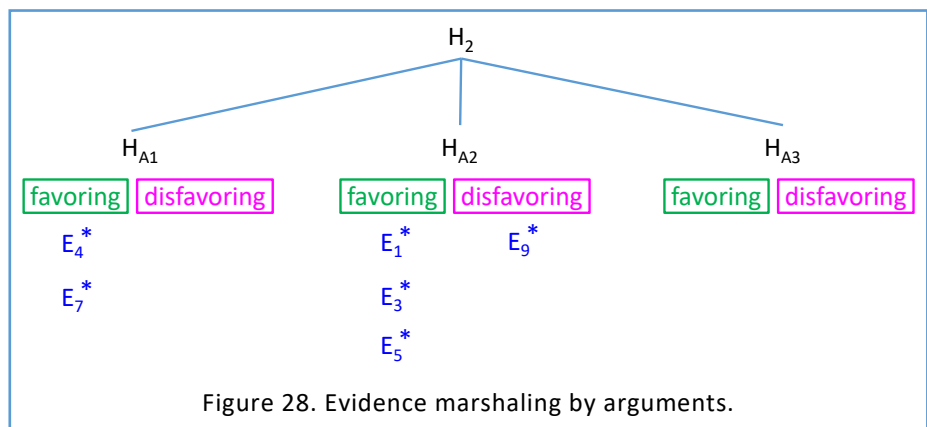 H2
HA1 HA2 HA3
favoring disfavoring favoring disfavoring favoring disfavoring
E4* E1* E9*
E7* E3*
E5*
Figure 28. Evidence marshaling by arguments.